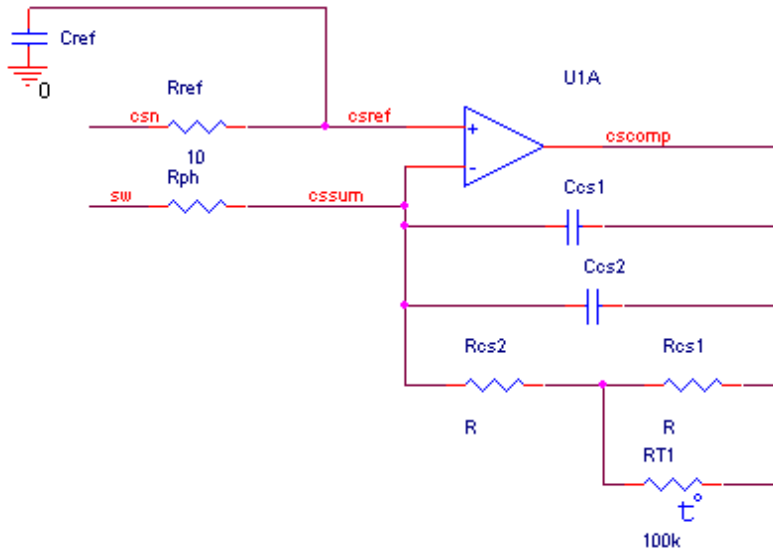 Cref
0
Rref
U1A
csn
csref
cscomp
10
Rph
sw
cssum
Ccs1
Ccs2
Rcs2
Rcs1
R
R
RT1
t°
100k
+
-